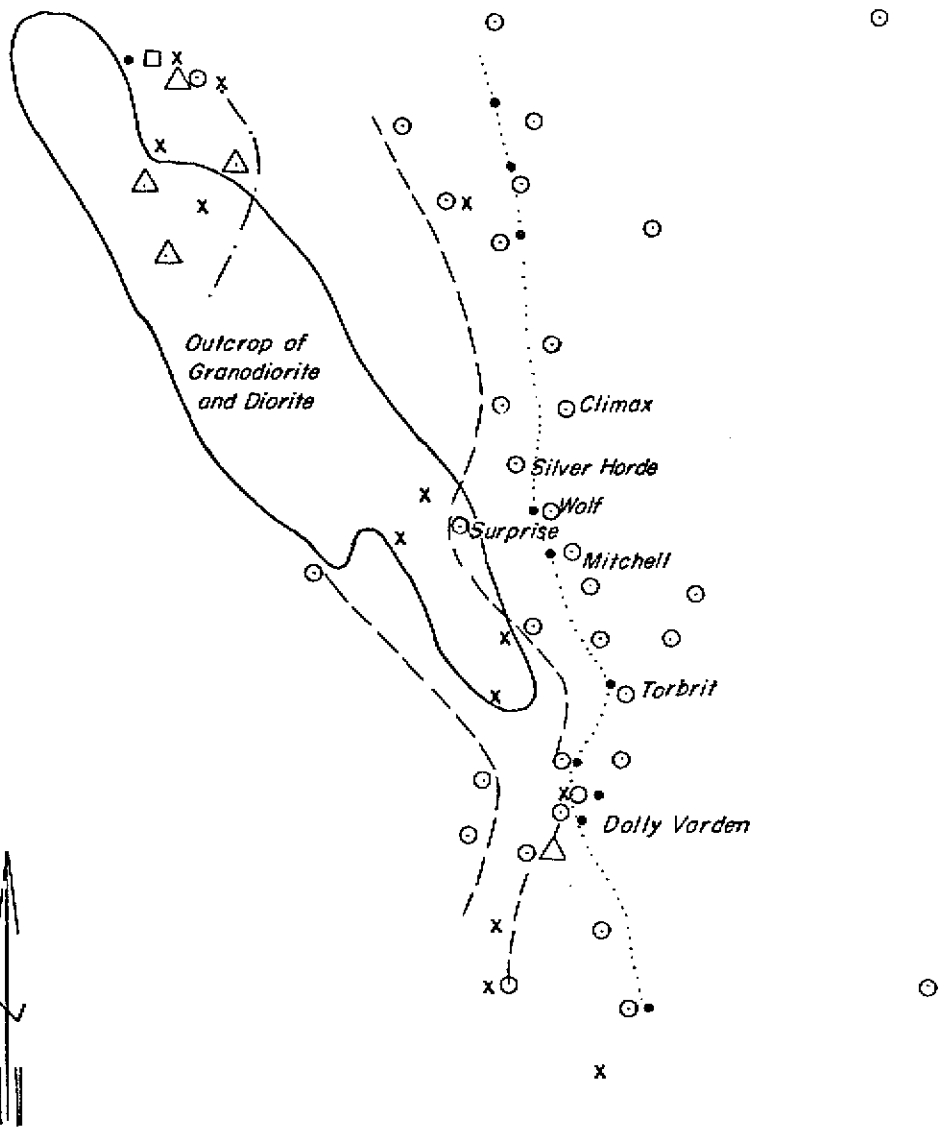 Outcrop of
Granodiorite
and Diorite
Climax
Silver Horde
Wolf
Surprise
Mitchell
Torbrit
Dolly Varden